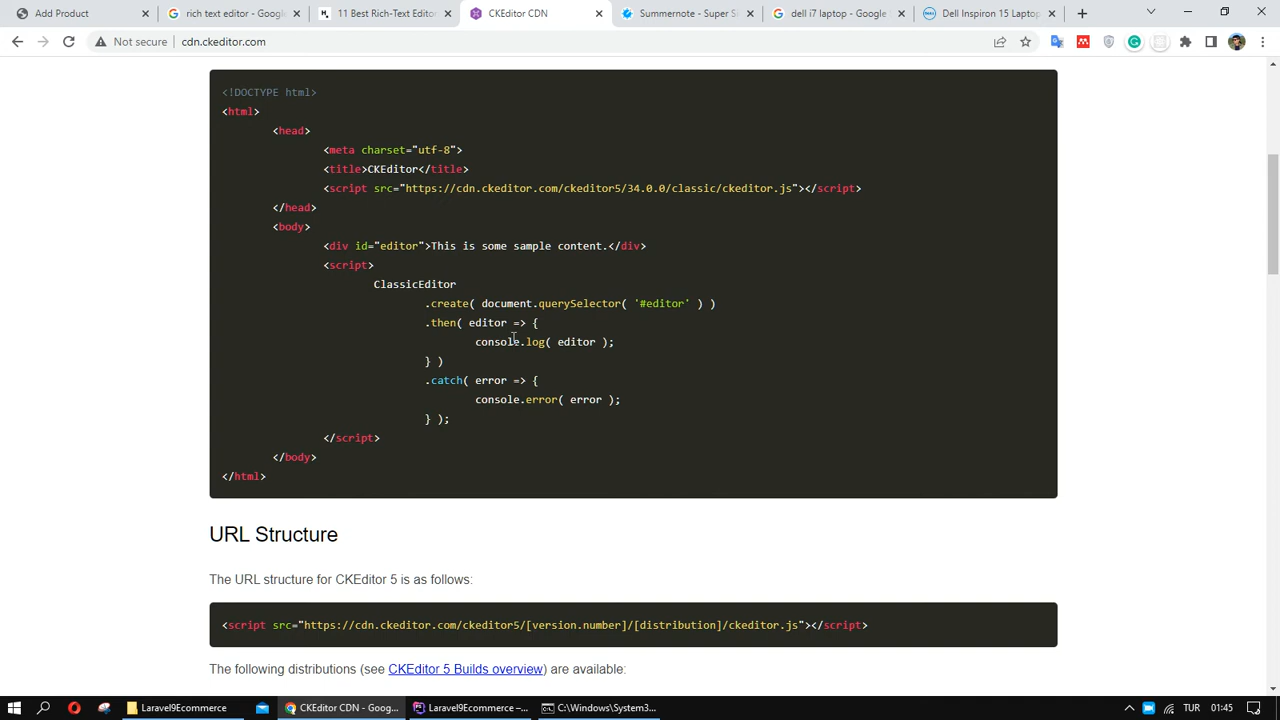 Add Product
rich text editor - Google
11 Best Rich-Text Editor
CKEditor CDN
Summernote - Super S
dell i7 laptop - Google
Dell Inspiron 15 Laptop
Not secure
cdn.ckeditor.com
<!DOCTYPE html>
<html>
<head>
<meta charset="utf-8">
<title>CKEditor</title>
<script src="https://cdn.ckeditor.com/ckeditor5/34.0.0/classic/ckeditor.js"></script>
</head>
<body>
<div id="editor">This is some sample content.</div>
<script>
ClassicEditor
.create( document.querySelector( '#editor' ) )
.then( editor => {
console.log( editor );
} )
.catch( error => {
console.error( error );
} );
</script>
</body>
</html>
URL Structure
The URL structure for CKEditor 5 is as follows:
<script src="https://cdn.ckeditor.com/ckeditor5/[version.number]/[distribution]/ckeditor.js"></script>
The following distributions (see CKEditor 5 Builds overview) are available:
Laravel9Ecommerce
CKEditor CDN - Goog...
Laravel9Ecommerce –...
C:\Windows\System3...
TUR
01:45